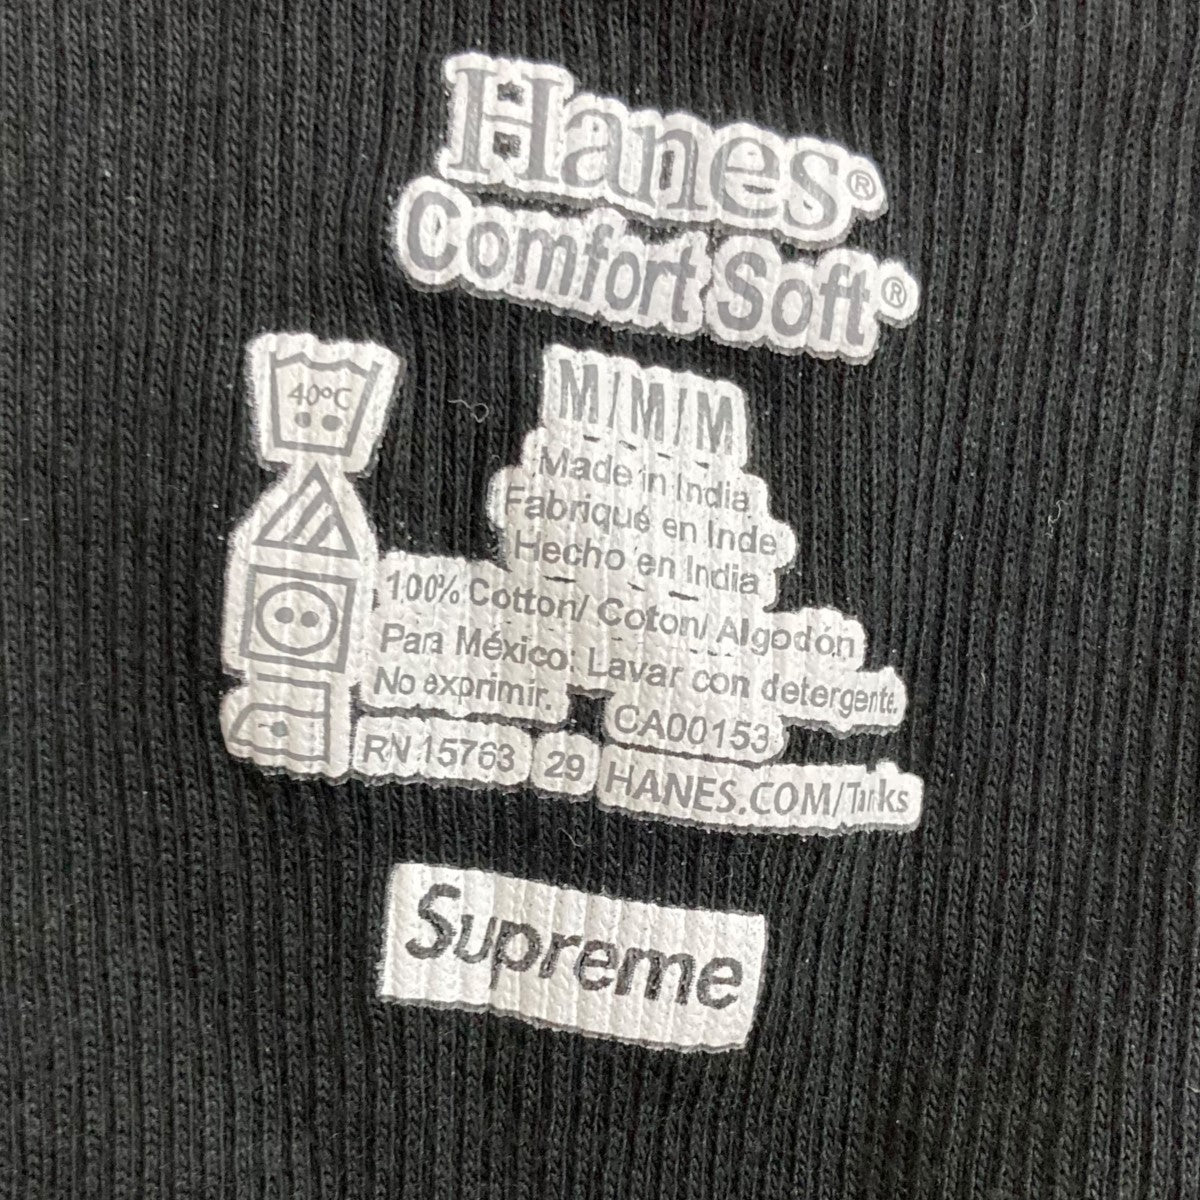 Hanes®
Comfort Soft®
40°C
M/M/M
Made in India
Fabriqué en Inde
Hecho en India
100% Cotton/ Coton/ Algodón
Para México: Lavar con detergente.
No exprimir.
CA00153
RN 15763 29 HANES.COM/Tanks
Supreme